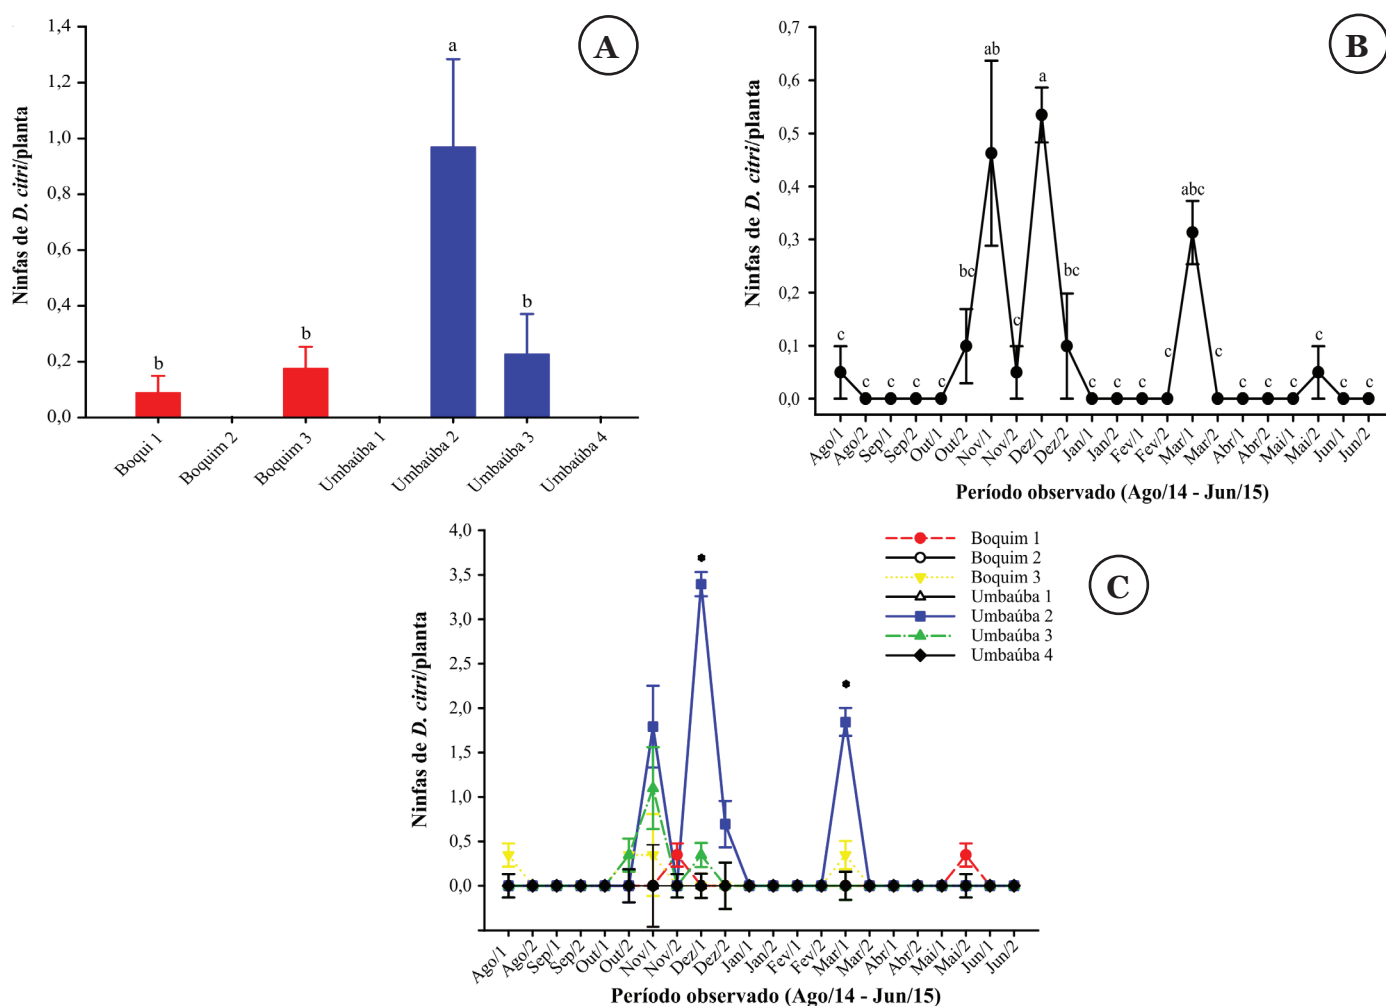 A
Ninfas de D. citri/planta
1,4
1,2
1,0
0,8
0,6
0,4
0,2
0,0
b
b
a
b
Boqui 1
Boquim 2
Boquim 3
Umbaúba 1
Umbaúba 2
Umbaúba 3
Umbaúba 4
B
Ninfas de D. citri/planta
0,7
0,6
0,5
0,4
0,3
0,2
0,1
0,0
c
c
c
c
c
bc
ab
c
a
bc
c
c
c
c
abc
c
c
c
c
c
c
c
Ago/1
Ago/2
Sep/1
Sep/2
Out/1
Out/2
Nov/1
Nov/2
Dez/1
Dez/2
Jan/1
Jan/2
Fev/1
Fev/2
Mar/1
Mar/2
Abr/1
Abr/2
Mai/1
Mai/2
Jun/1
Jun/2
Período observado (Ago/14 - Jun/15)
C
Ninfas de D. citri/planta
4,0
3,5
3,0
2,5
2,0
1,5
1,0
0,5
0,0
*
*
Boquim 1
Boquim 2
Boquim 3
Umbaúba 1
Umbaúba 2
Umbaúba 3
Umbaúba 4
Ago/1
Ago/2
Sep/1
Sep/2
Out/1
Out/2
Nov/1
Nov/2
Dez/1
Dez/2
Jan/1
Jan/2
Fev/1
Fev/2
Mar/1
Mar/2
Abr/1
Abr/2
Mai/1
Mai/2
Jun/1
Jun/2
Período observado (Ago/14 - Jun/15)